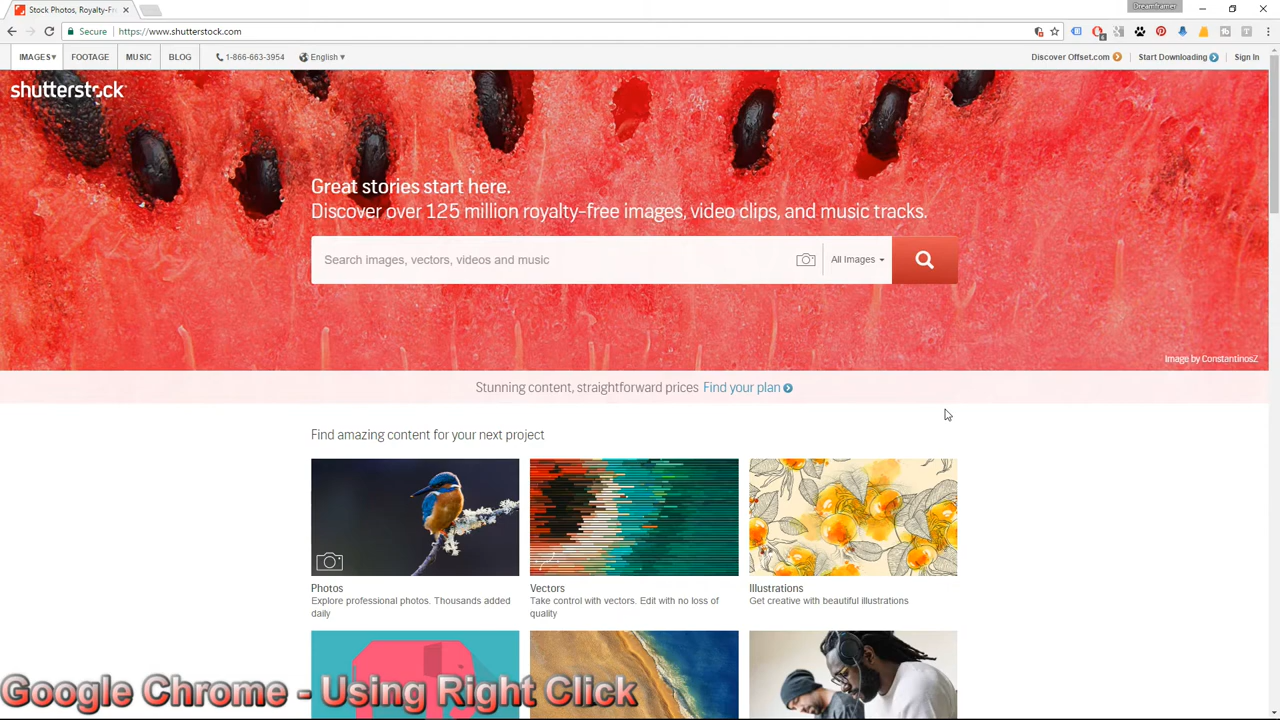 Stock Photos, Royalty-Fr
Dreamframer
Secure
https://www.shutterstock.com
IMAGES
FOOTAGE
MUSIC
BLOG
1-866-663-3954
English
Discover Offset.com
Start Downloading
Sign In
shutterstock
Great stories start here.
Discover over 125 million royalty-free images, video clips, and music tracks.
Search images, vectors, videos and music
All Images
Image by ConstantinosZ
Stunning content, straightforward prices Find your plan
Find amazing content for your next project
Photos
Explore professional photos. Thousands added
daily
Vectors
Take control with vectors. Edit with no loss of
quality
Illustrations
Get creative with beautiful illustrations
Google Chrome - Using Right Click